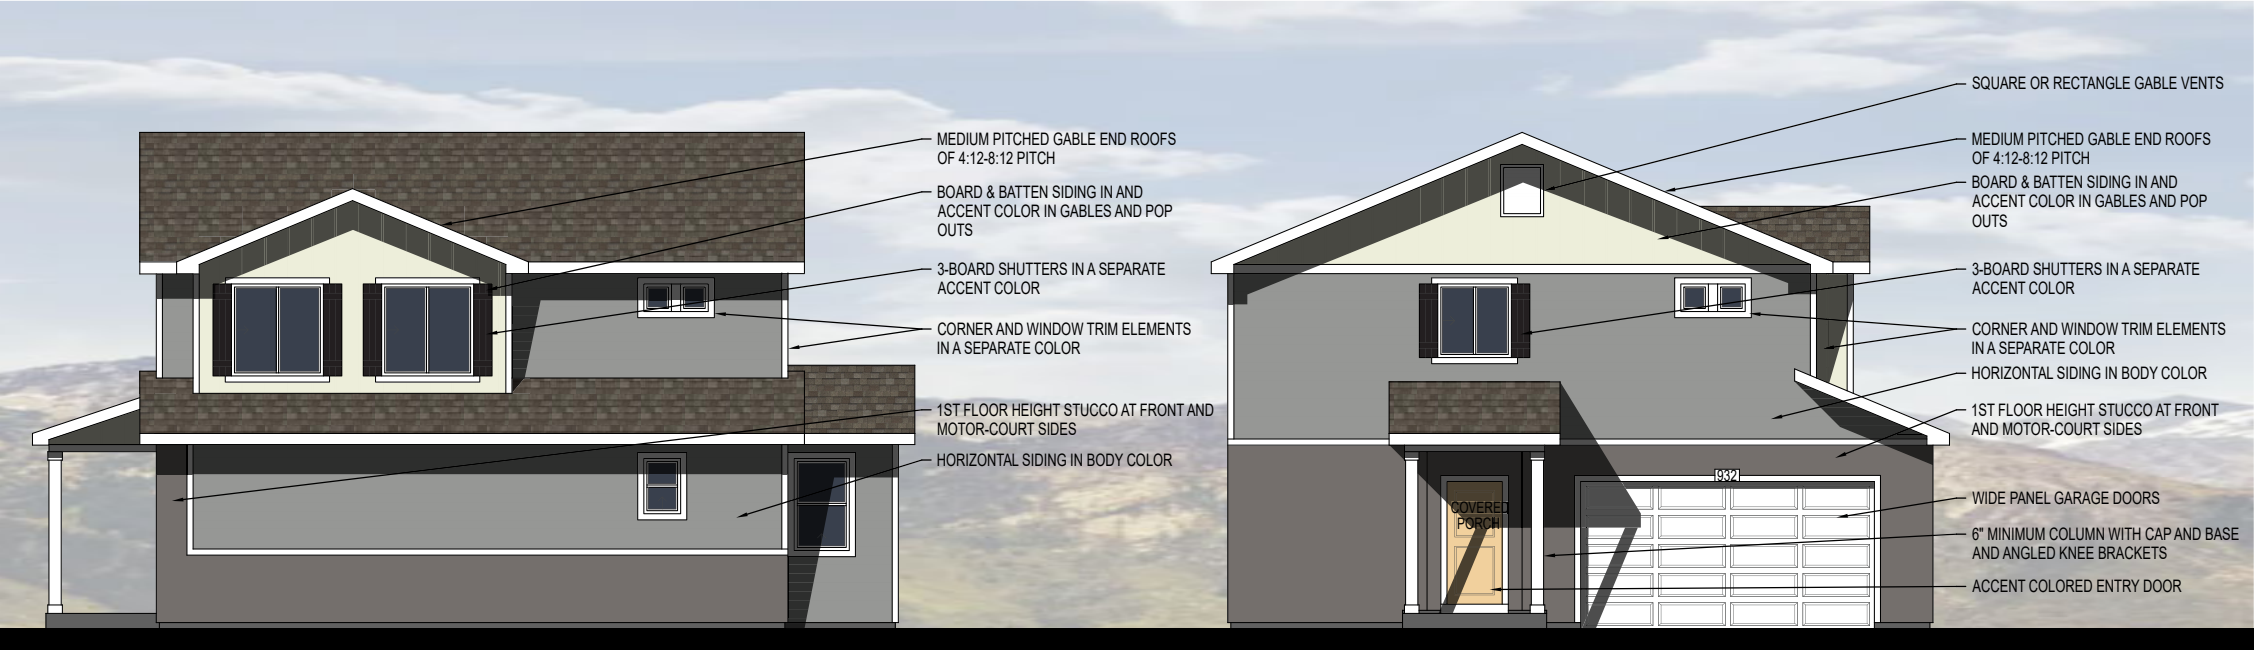 MEDIUM PITCHED GABLE END ROOFS
OF 4:12-8:12 PITCH
BOARD & BATTEN SIDING IN AND
ACCENT COLOR IN GABLES AND POP
OUTS
3-BOARD SHUTTERS IN A SEPARATE
ACCENT COLOR
CORNER AND WINDOW TRIM ELEMENTS
IN A SEPARATE COLOR
1ST FLOOR HEIGHT STUCCO AT FRONT AND
MOTOR-COURT SIDES
HORIZONTAL SIDING IN BODY COLOR
SQUARE OR RECTANGLE GABLE VENTS
MEDIUM PITCHED GABLE END ROOFS
OF 4:12-8:12 PITCH
BOARD & BATTEN SIDING IN AND
ACCENT COLOR IN GABLES AND POP
OUTS
3-BOARD SHUTTERS IN A SEPARATE
ACCENT COLOR
CORNER AND WINDOW TRIM ELEMENTS
IN A SEPARATE COLOR
HORIZONTAL SIDING IN BODY COLOR
1ST FLOOR HEIGHT STUCCO AT FRONT
AND MOTOR-COURT SIDES
932
WIDE PANEL GARAGE DOORS
COVERED
PORCH
6" MINIMUM COLUMN WITH CAP AND BASE
AND ANGLED KNEE BRACKETS
ACCENT COLORED ENTRY DOOR